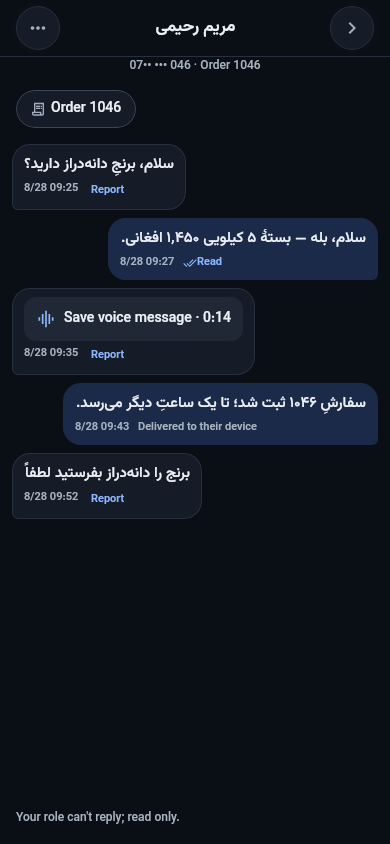 مریم رحیمی
07•• ••• 046 · Order 1046
Order 1046
سلام، برنجِ دانه‌دراز دارید؟
8/28 09:25 Report
سلام، بله — بستهٔ ۵ کیلویی ۱,۴۵۰ افغانی.
8/28 09:27 Read
Save voice message · 0:14
8/28 09:35 Report
سفارشِ ۱۰۴۶ ثبت شد؛ تا یک ساعتِ دیگر می‌رسد.
8/28 09:43 Delivered to their device
برنج را دانه‌دراز بفرستید لطفاً
8/28 09:52 Report
Your role can't reply; read only.